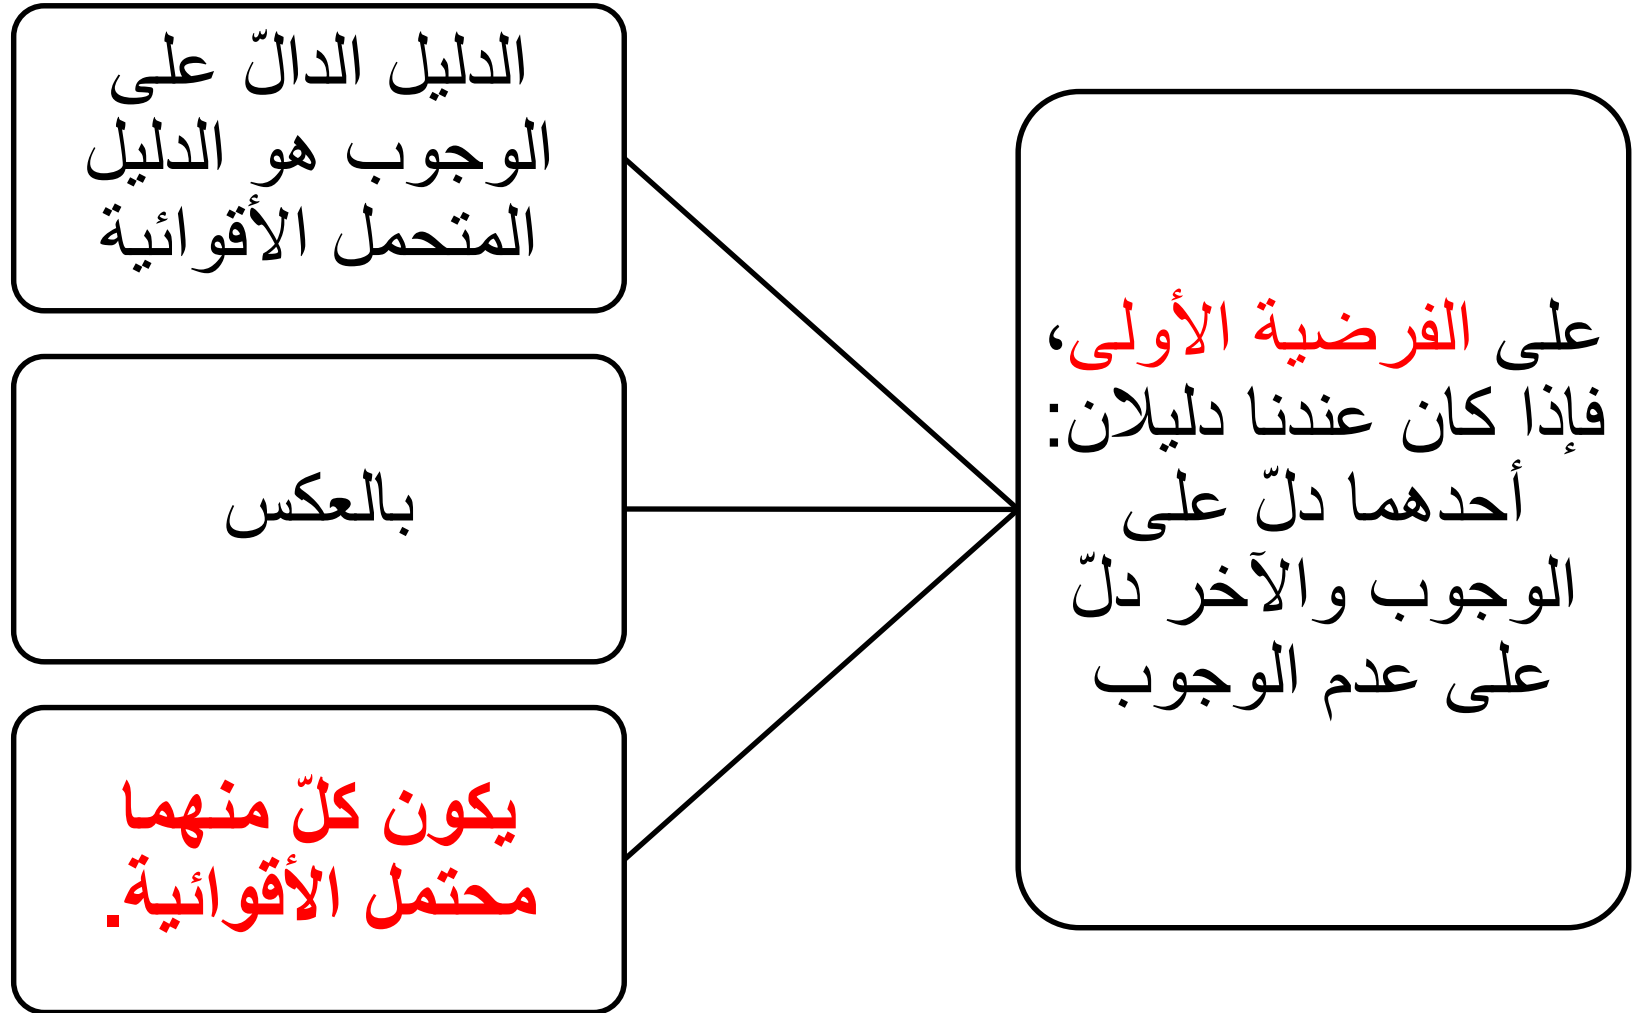 على الفرضية الأولى،
فإذا كان عندنا دليلان:
أحدهما دلّ على
الوجوب والآخر دلّ
على عدم الوجوب
الدليل الدالّ على
الوجوب هو الدليل
المتحمل الأقوائية
بالعكس
يكون كلّ منهما
محتمل الأقوائية.